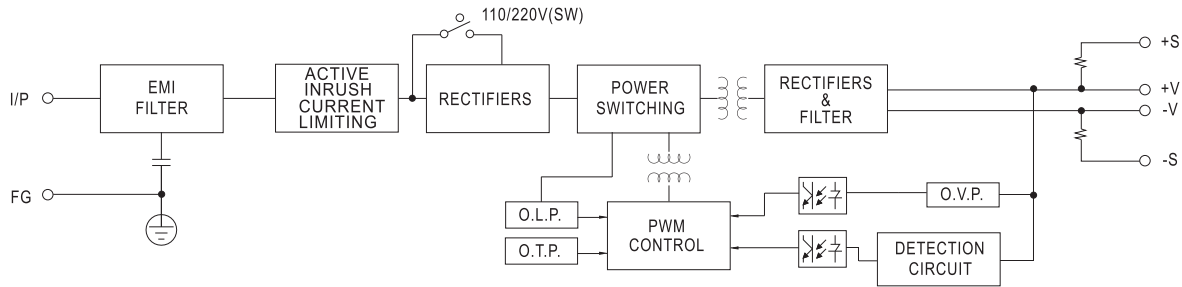 110/220V(SW)
I/P
EMI
FILTER
ACTIVE
INRUSH
CURRENT
LIMITING
RECTIFIERS
POWER
SWITCHING
RECTIFIERS
&
FILTER
+S
+V
-V
-S
FG
O.L.P.
O.T.P.
PWM
CONTROL
O.V.P.
DETECTION
CIRCUIT